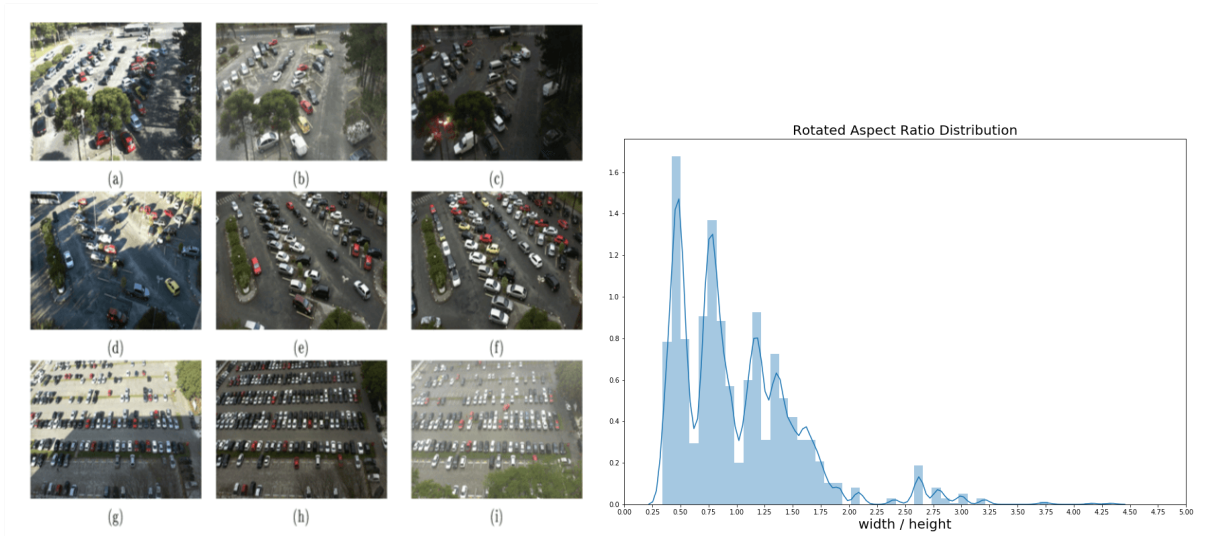 (a)
(b)
(c)
(d)
(e)
(f)
(g)
(h)
(i)
Rotated Aspect Ratio Distribution
1.6
1.4
1.2
1.0
0.8
0.6
0.4
0.2
0.0
0.00 0.25 0.50 0.75 1.00 1.25 1.50 1.75 2.00 2.25 2.50 2.75 3.00 3.25 3.50 3.75 4.00 4.25 4.50 4.75 5.00
width / height